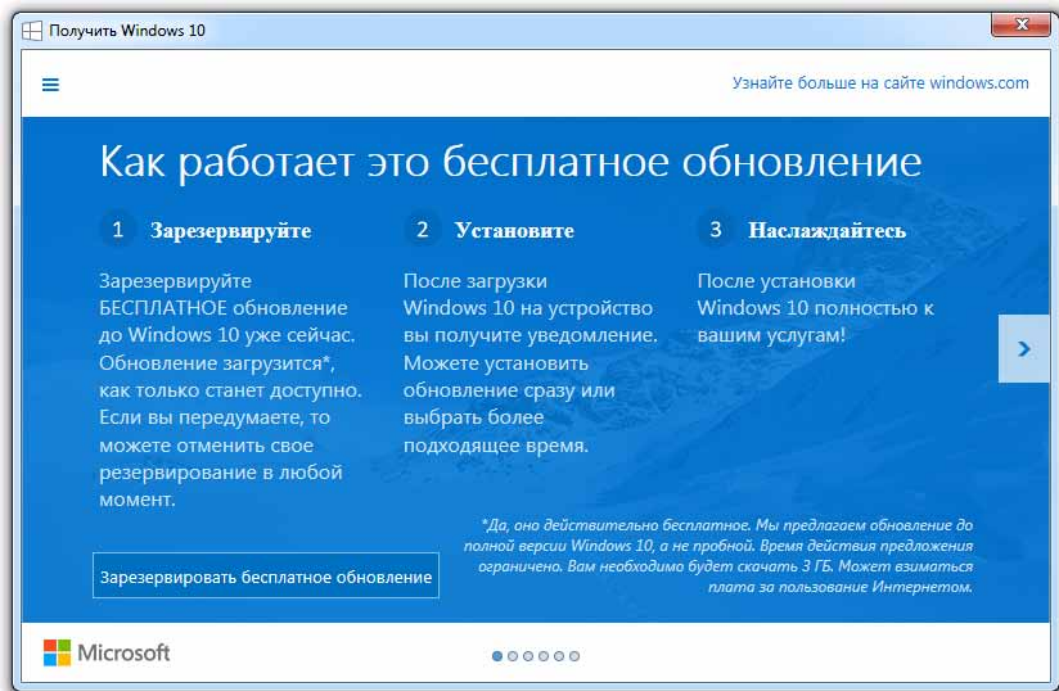 Получить Windows 10
Узнайте больше на сайте windows.com
Как работает это бесплатное обновление
1 Зарезервируйте
Зарезервируйте
БЕСПЛАТНОЕ обновление
до Windows 10 уже сейчас.
Обновление загрузится*,
как только станет доступно.
Если вы передумаете, то
можете отменить свое
резервирование в любой
момент.
2 Установите
После загрузки
Windows 10 на устройство
вы получите уведомление.
Можете установить
обновление сразу или
выбрать более
подходящее время.
3 Наслаждайтесь
После установки
Windows 10 полностью к
вашим услугам!
*Да, оно действительно бесплатное. Мы предлагаем обновление до
полной версии Windows 10, а не пробной. Время действия предложения
ограничено. Вам необходимо будет скачать 3 ГБ. Может взиматься
плата за пользование Интернетом.
Зарезервировать бесплатное обновление
Microsoft